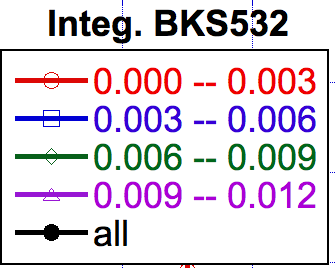 Integ. BKS532
0.000 -- 0.003
0.003 -- 0.006
0.006 -- 0.009
0.009 -- 0.012
all